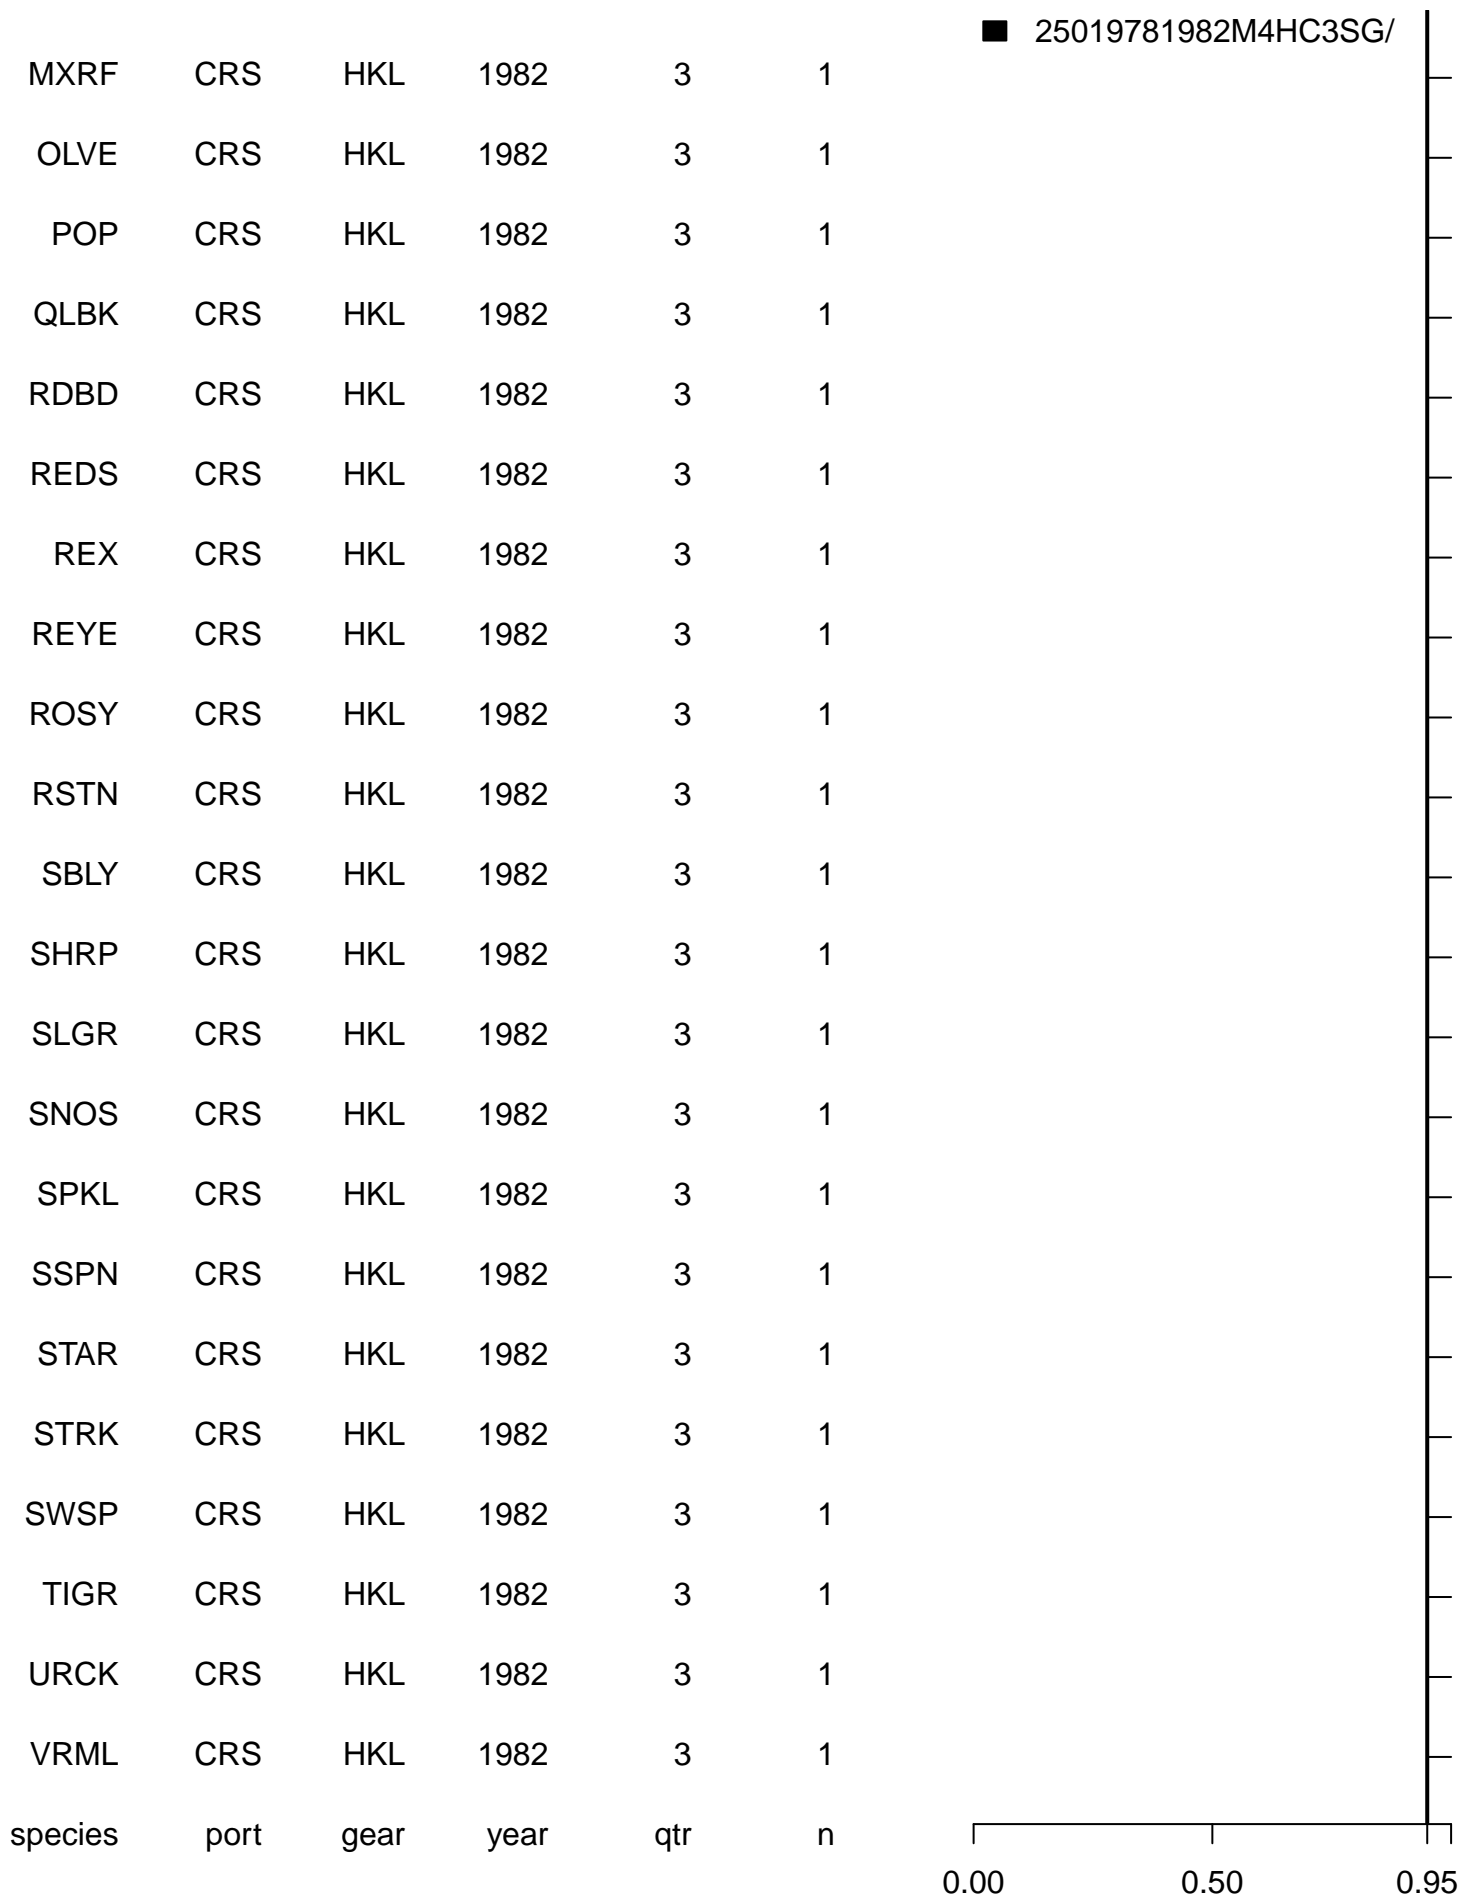 25019781982M4HC3SG/
MXRF CRS HKL 1982 3 1
OLVE CRS HKL 1982 3 1
POP CRS HKL 1982 3 1
QLBK CRS HKL 1982 3 1
RDBD CRS HKL 1982 3 1
REDS CRS HKL 1982 3 1
REX CRS HKL 1982 3 1
REYE CRS HKL 1982 3 1
ROSY CRS HKL 1982 3 1
RSTN CRS HKL 1982 3 1
SBLY CRS HKL 1982 3 1
SHRP CRS HKL 1982 3 1
SLGR CRS HKL 1982 3 1
SNOS CRS HKL 1982 3 1
SPKL CRS HKL 1982 3 1
SSPN CRS HKL 1982 3 1
STAR CRS HKL 1982 3 1
STRK CRS HKL 1982 3 1
SWSP CRS HKL 1982 3 1
TIGR CRS HKL 1982 3 1
URCK CRS HKL 1982 3 1
VRML CRS HKL 1982 3 1
species port gear year qtr n
0.00 0.50 0.95